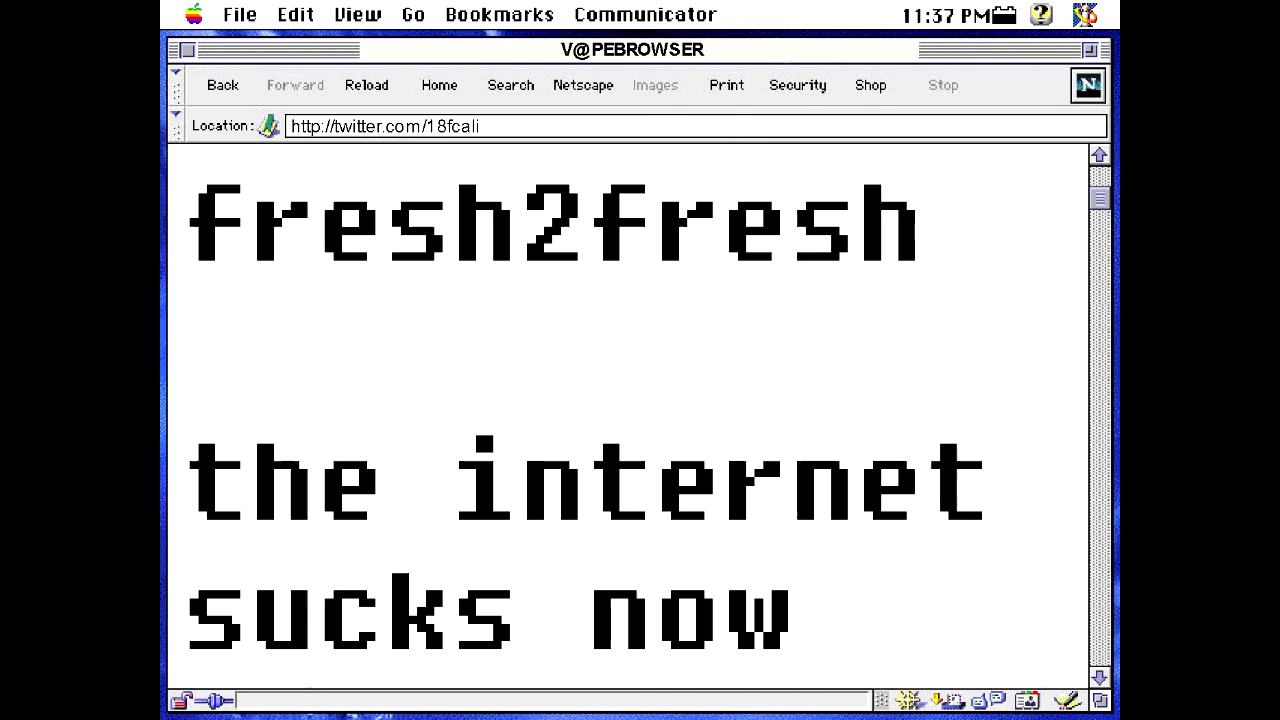 File Edit View Go Bookmarks Communicator 11:37 PM
V@PEBROWSER
Back Forward Reload Home Search Netscape Images Print Security Shop Stop
N
Location: http://twitter.com/18fcali
fresh2fresh
the internet
sucks now